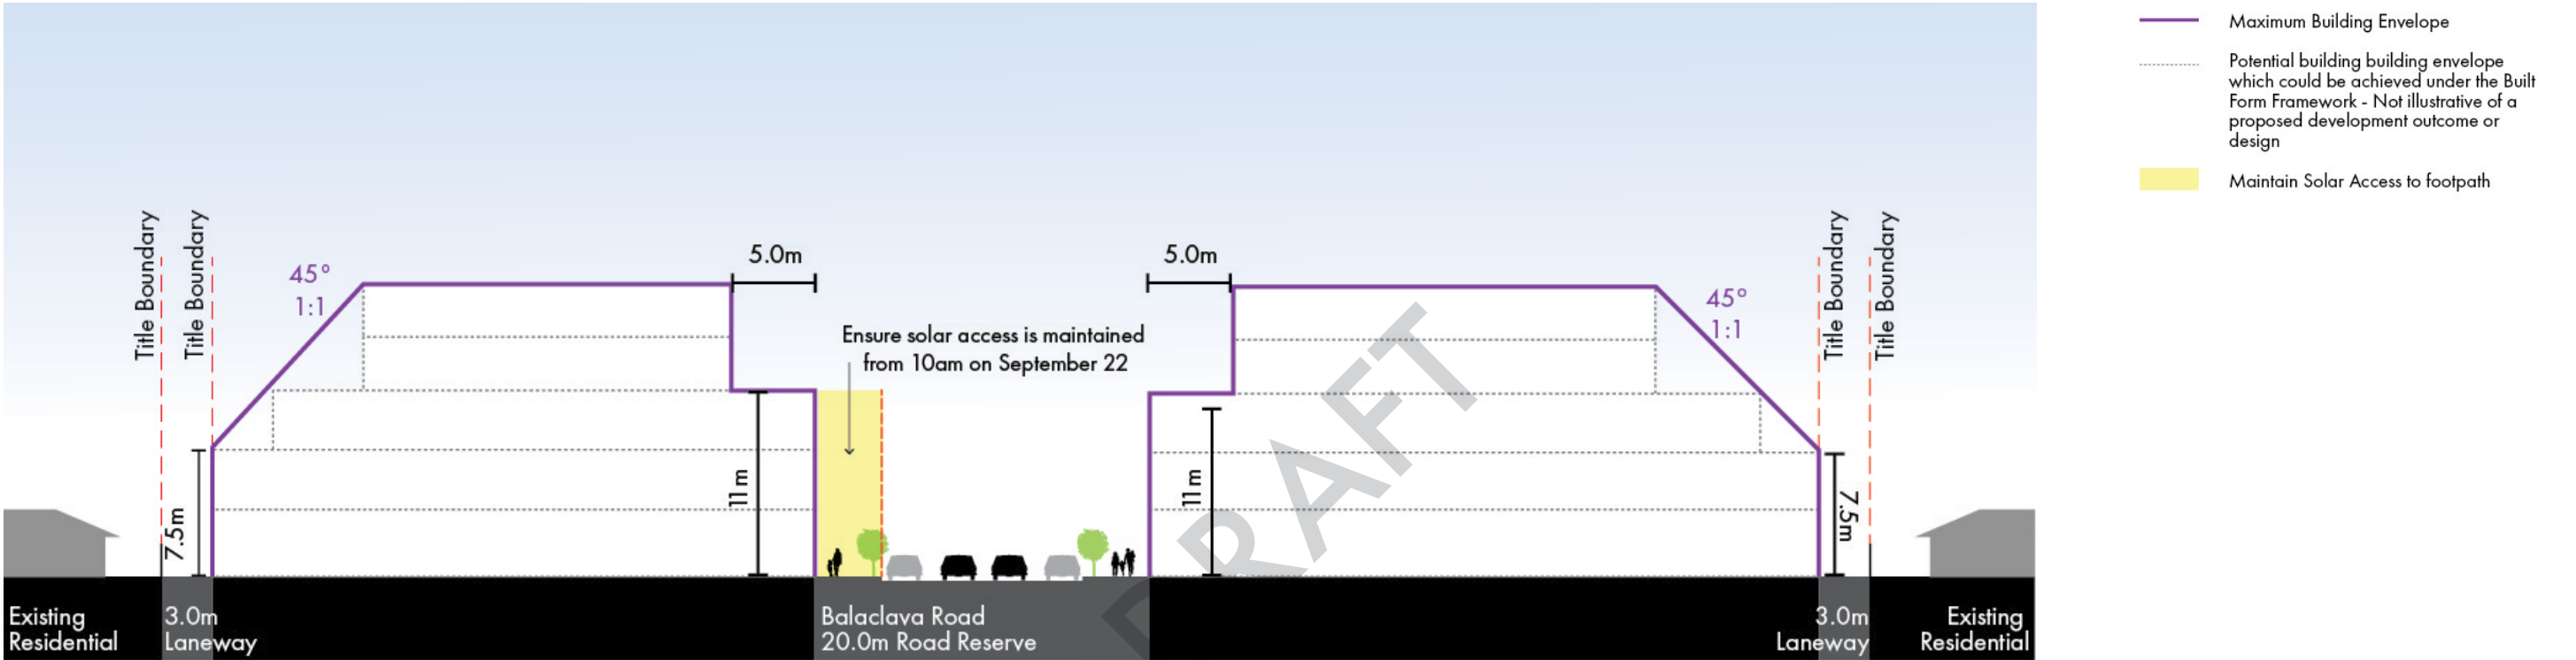 Maximum Building Envelope
Potential building building envelope
which could be achieved under the Built
Form Framework - Not illustrative of a
proposed development outcome or
design
Maintain Solar Access to footpath
Title Boundary
Title Boundary
45°
1:1
5.0m
5.0m
45°
1:1
Title Boundary
Title Boundary
Ensure solar access is maintained
from 10am on September 22
7.5m
11m
11m
7.5m
DRAFT
Existing
Residential
3.0m
Laneway
Balaclava Road
20.0m Road Reserve
3.0m
Laneway
Existing
Residential